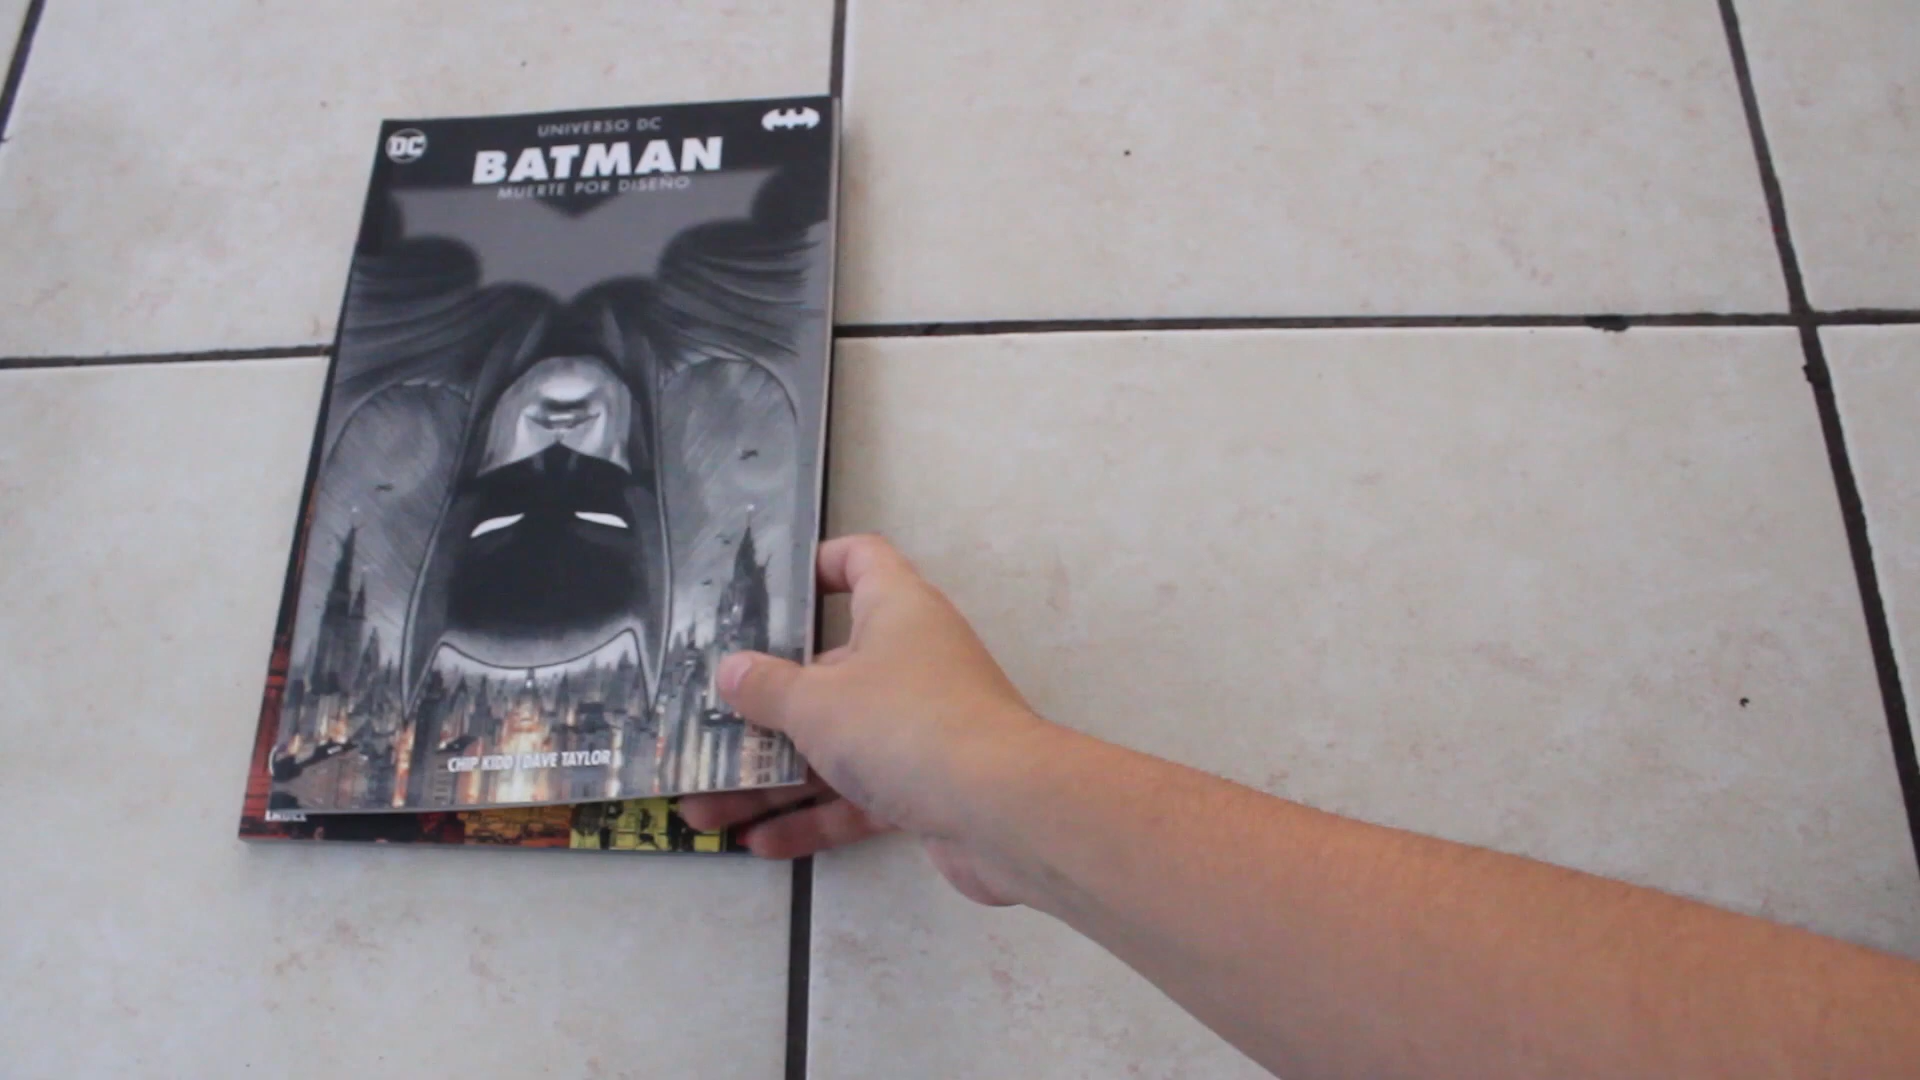 DC
UNIVERSO DC
BATMAN
MUERTE POR DISEÑO
CHIP KIDD | DAVE TAYLOR